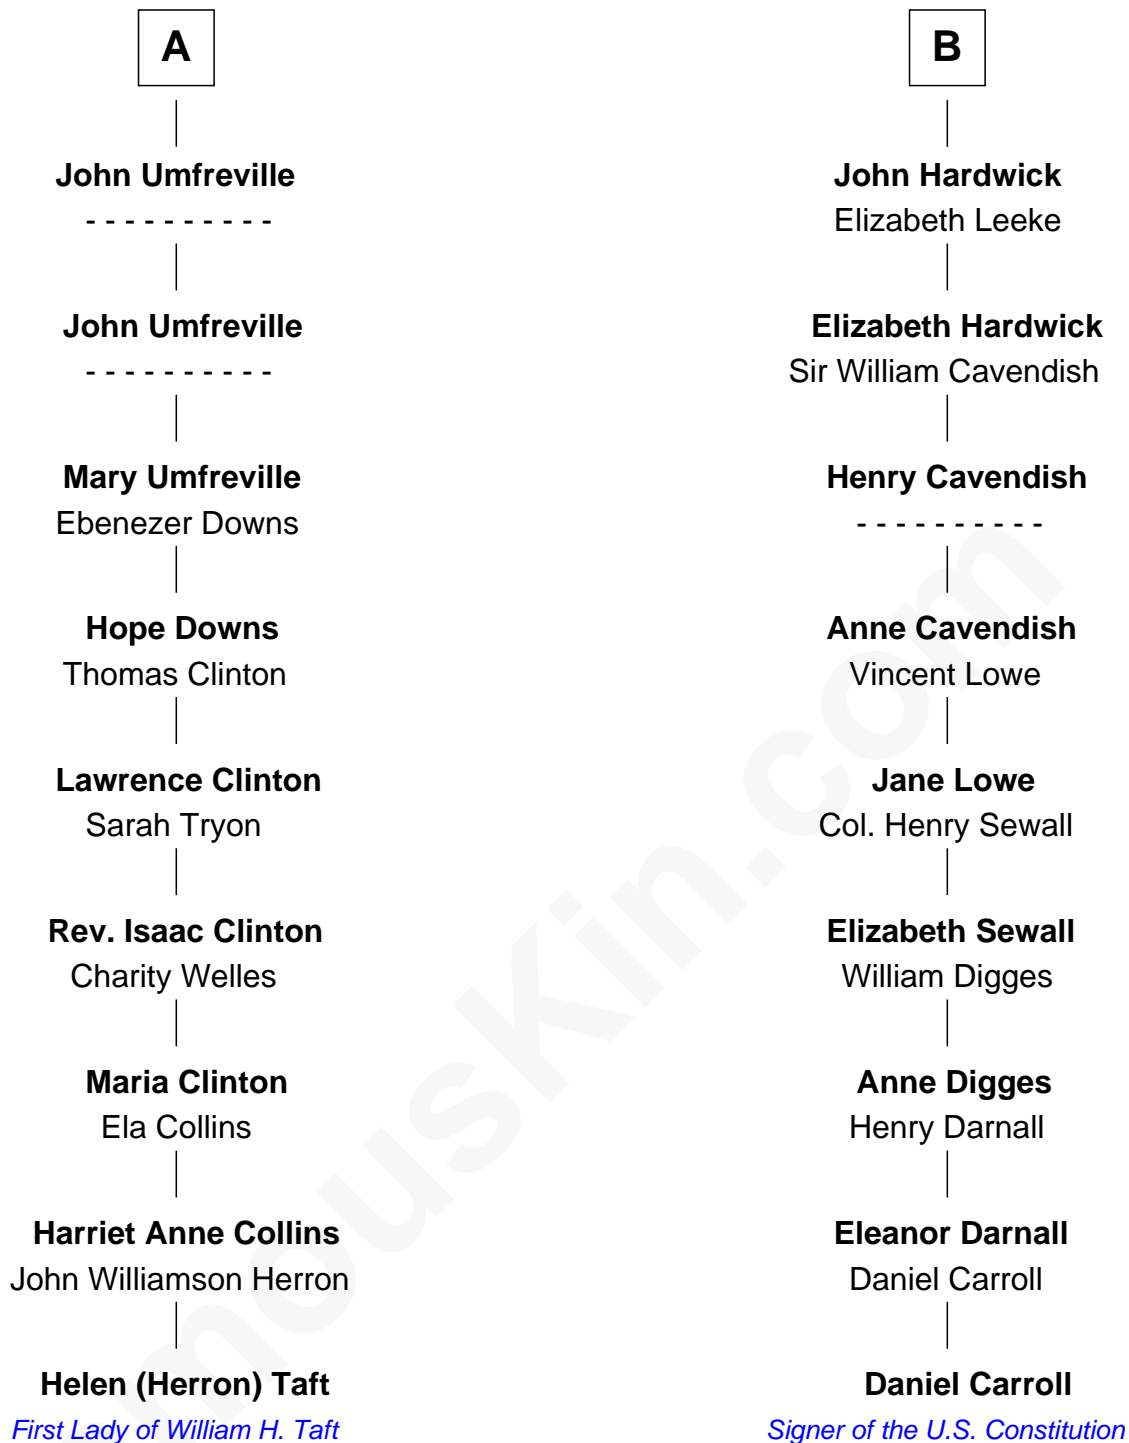 A
B
John Umfreville
- - - - - - - - - -
John Hardwick
Elizabeth Leeke
John Umfreville
- - - - - - - - - -
Elizabeth Hardwick
Sir William Cavendish
Mary Umfreville
Ebenezer Downs
Henry Cavendish
- - - - - - - - - -
Hope Downs
Thomas Clinton
Anne Cavendish
Vincent Lowe
Lawrence Clinton
Sarah Tryon
Jane Lowe
Col. Henry Sewall
Rev. Isaac Clinton
Charity Welles
Elizabeth Sewall
William Digges
Maria Clinton
Ela Collins
Anne Digges
Henry Darnall
Harriet Anne Collins
John Williamson Herron
Eleanor Darnall
Daniel Carroll
Helen (Herron) Taft
First Lady of William H. Taft
Daniel Carroll
Signer of the U.S. Constitution
mousKin.com